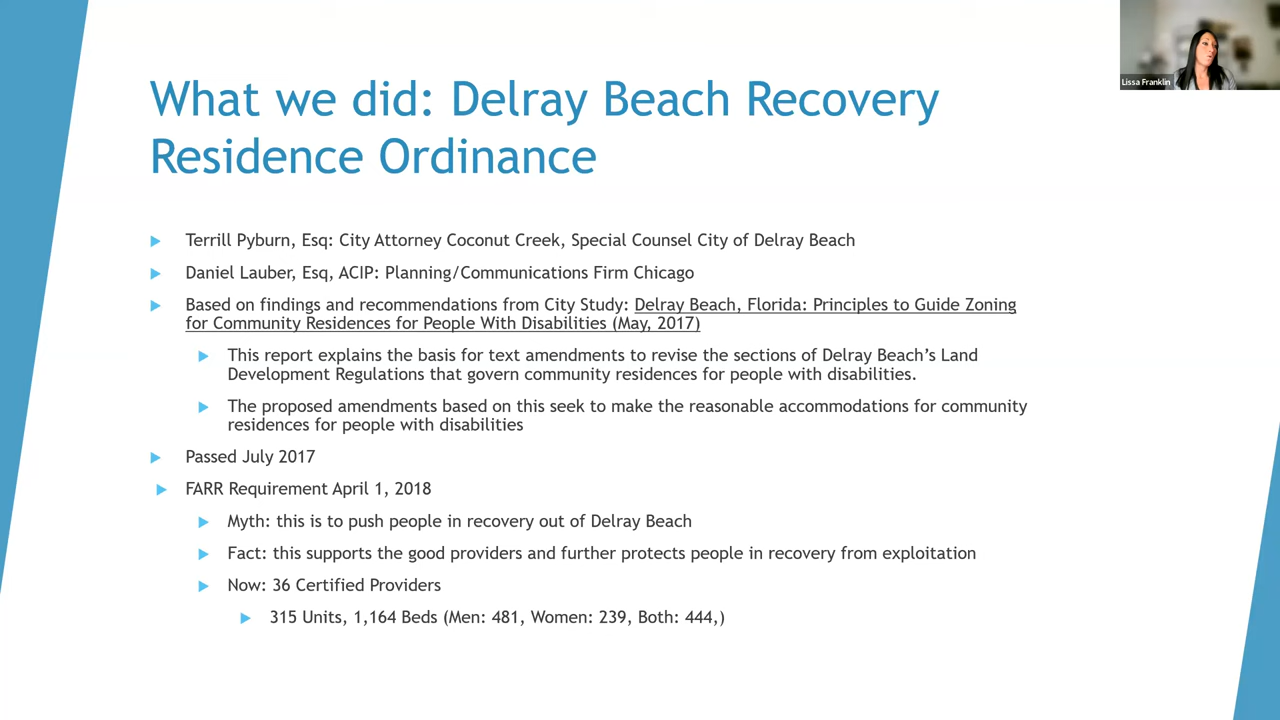 Lissa Franklin
What we did: Delray Beach Recovery
Residence Ordinance
Terrill Pyburn, Esq: City Attorney Coconut Creek, Special Counsel City of Delray Beach
Daniel Lauber, Esq, ACIP: Planning/Communications Firm Chicago
Based on findings and recommendations from City Study: Delray Beach, Florida: Principles to Guide Zoning
for Community Residences for People With Disabilities (May, 2017)
This report explains the basis for text amendments to revise the sections of Delray Beach's Land
Development Regulations that govern community residences for people with disabilities.
The proposed amendments based on this seek to make the reasonable accommodations for community
residences for people with disabilities
Passed July 2017
FARR Requirement April 1, 2018
Myth: this is to push people in recovery out of Delray Beach
Fact: this supports the good providers and further protects people in recovery from exploitation
Now: 36 Certified Providers
315 Units, 1,164 Beds (Men: 481, Women: 239, Both: 444,)